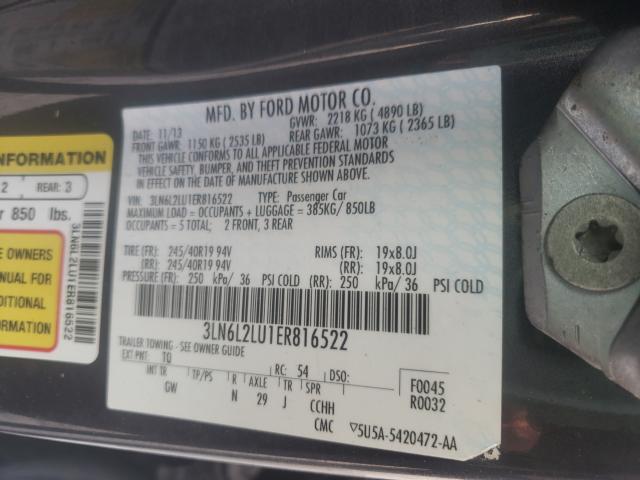 MFD. BY FORD MOTOR CO.
DATE: 11/13
GVWR: 2218 KG ( 4890 LB)
FRONT GAWR: 1150 KG ( 2535 LB)
REAR GAWR: 1073 KG ( 2365 LB)
THIS VEHICLE CONFORMS TO ALL APPLICABLE FEDERAL MOTOR
VEHICLE SAFETY, BUMPER, AND THEFT PREVENTION STANDARDS
IN EFFECT ON THE DATE OF MANUFACTURE SHOWN ABOVE.
VIN: 3LN6L2LU1ER816522 TYPE: Passenger Car
MAXIMUM LOAD = OCCUPANTS + LUGGAGE = 385KG/850LB
OCCUPANTS = 5 TOTAL; 2 FRONT, 3 REAR
TIRE (FR): 245/40R19 94V RIMS (FR): 19x8.0J
(RR): 245/40R19 94V (RR): 19x8.0J
PRESSURE (FR): 250 kPa/ 36 PSI COLD (RR): 250 kPa/ 36 PSI COLD
3LN6L2LU1ER816522
TRAILER TOWING - SEE OWNER GUIDE
EXT PNT: TQ RC: 54 DSO:
INT TR TP/PS R AXLE TR SPR
GW N 29 J CCHH
CMC
F0045
R0032
5U5A-5420472-AA
INFORMATION
2 REAR: 3
850 lbs.
OWNERS
MANUAL FOR
ADDITIONAL
3LN6L2LU1ER816522